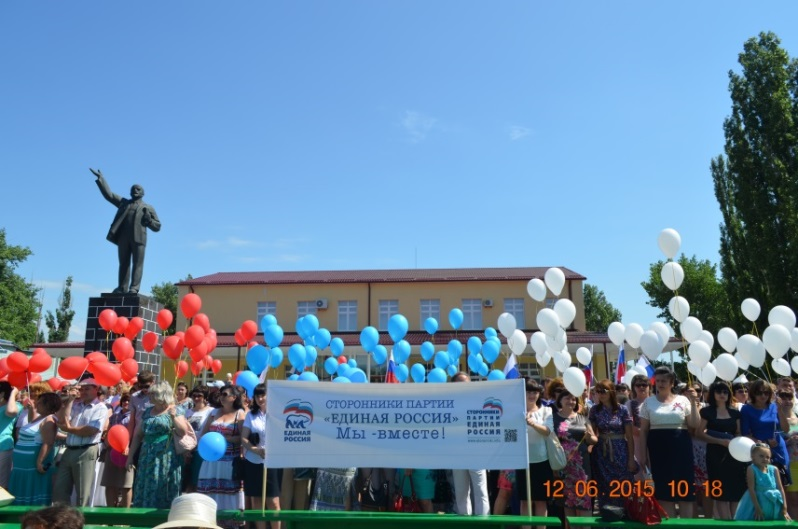 СТОРОННИКИ ПАРТИИ
«ЕДИНАЯ РОССИЯ»
Мы -вместе!
ЕДИНАЯ
РОССИЯ
СТОРОННИКИ
ПАРТИИ
ЕДИНАЯ
РОССИЯ
12 06 2015 10 18